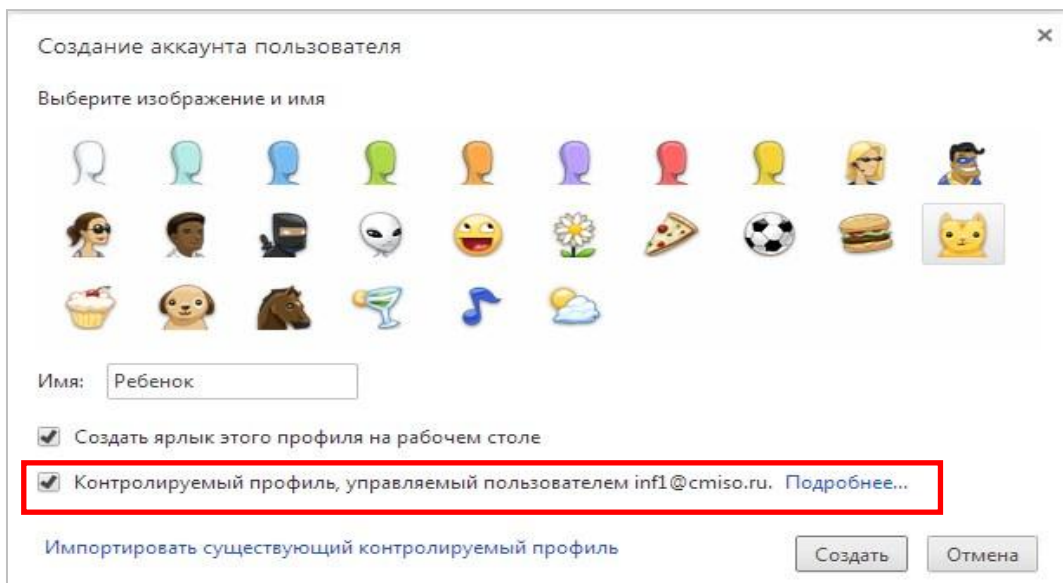 Создание аккаунта пользователя
Выберите изображение и имя
Имя: Ребенок
Создать ярлык этого профиля на рабочем столе
Контролируемый профиль, управляемый пользователем inf1@cmiso.ru. Подробнее...
Импортировать существующий контролируемый профиль
Создать Отмена